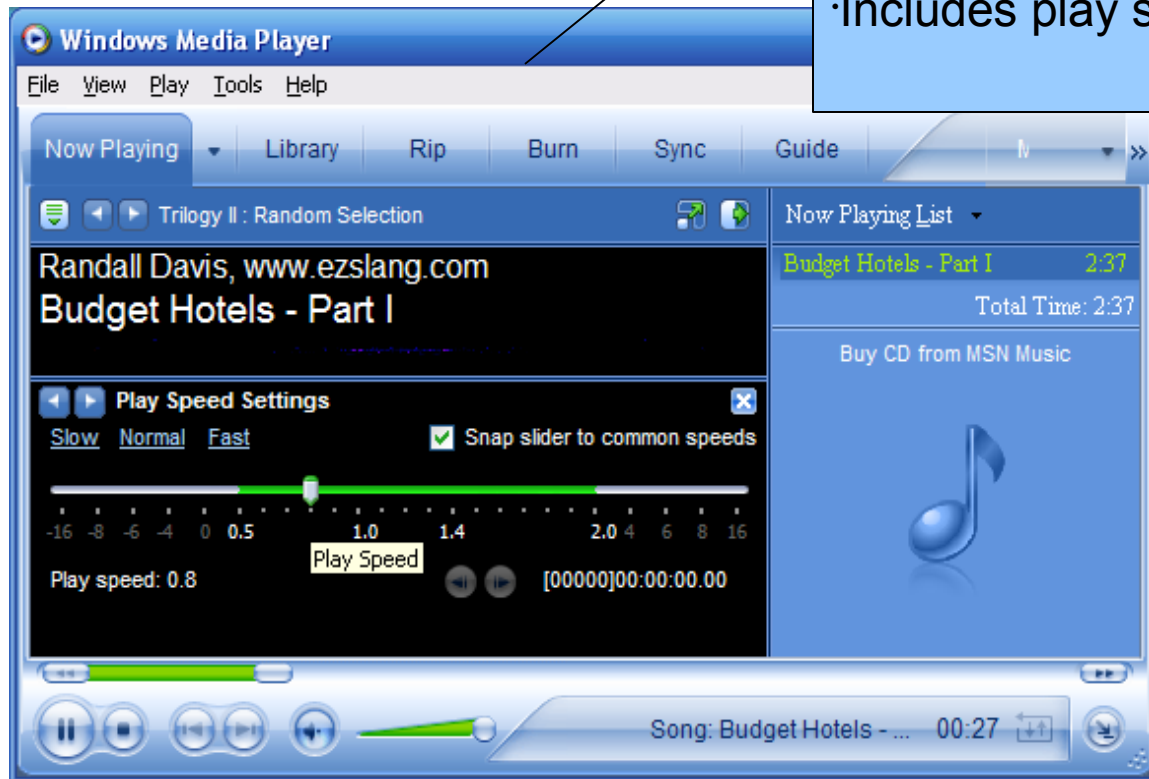 ·Includes play s
Windows Media Player
File View Play Tools Help
Now Playing Library Rip Burn Sync Guide
Trilogy II : Random Selection
Now Playing List
Randall Davis, www.ezslang.com
Budget Hotels - Part I
Budget Hotels - Part I 2:37
Total Time: 2:37
Buy CD from MSN Music
Play Speed Settings
Slow Normal Fast
Snap slider to common speeds
-16 -8 -6 -4 0 0.5 1.0 1.4 2.0 4 6 8 16
Play Speed
Play speed: 0.8
[00000]00:00:00.00
Song: Budget Hotels - ... 00:27